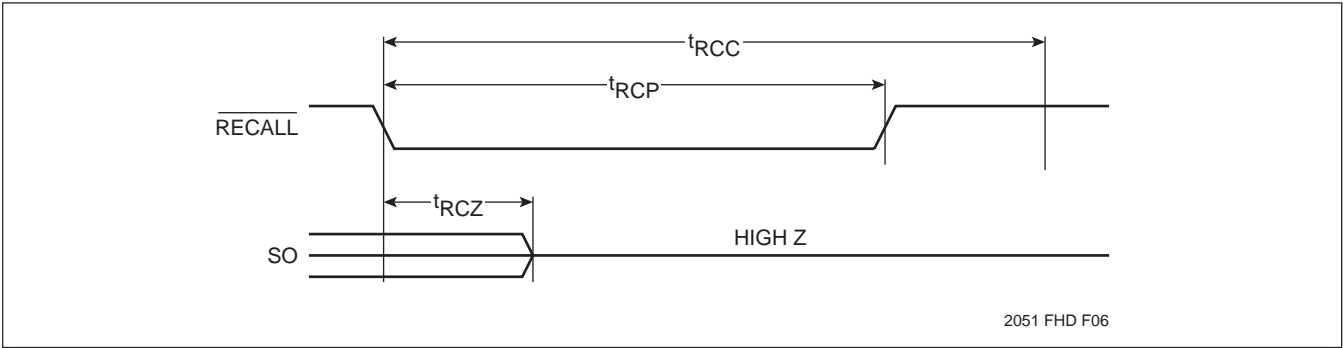 tRCC
tRCP
RECALL
tRCZ
SO
HIGH Z
2051 FHD F06